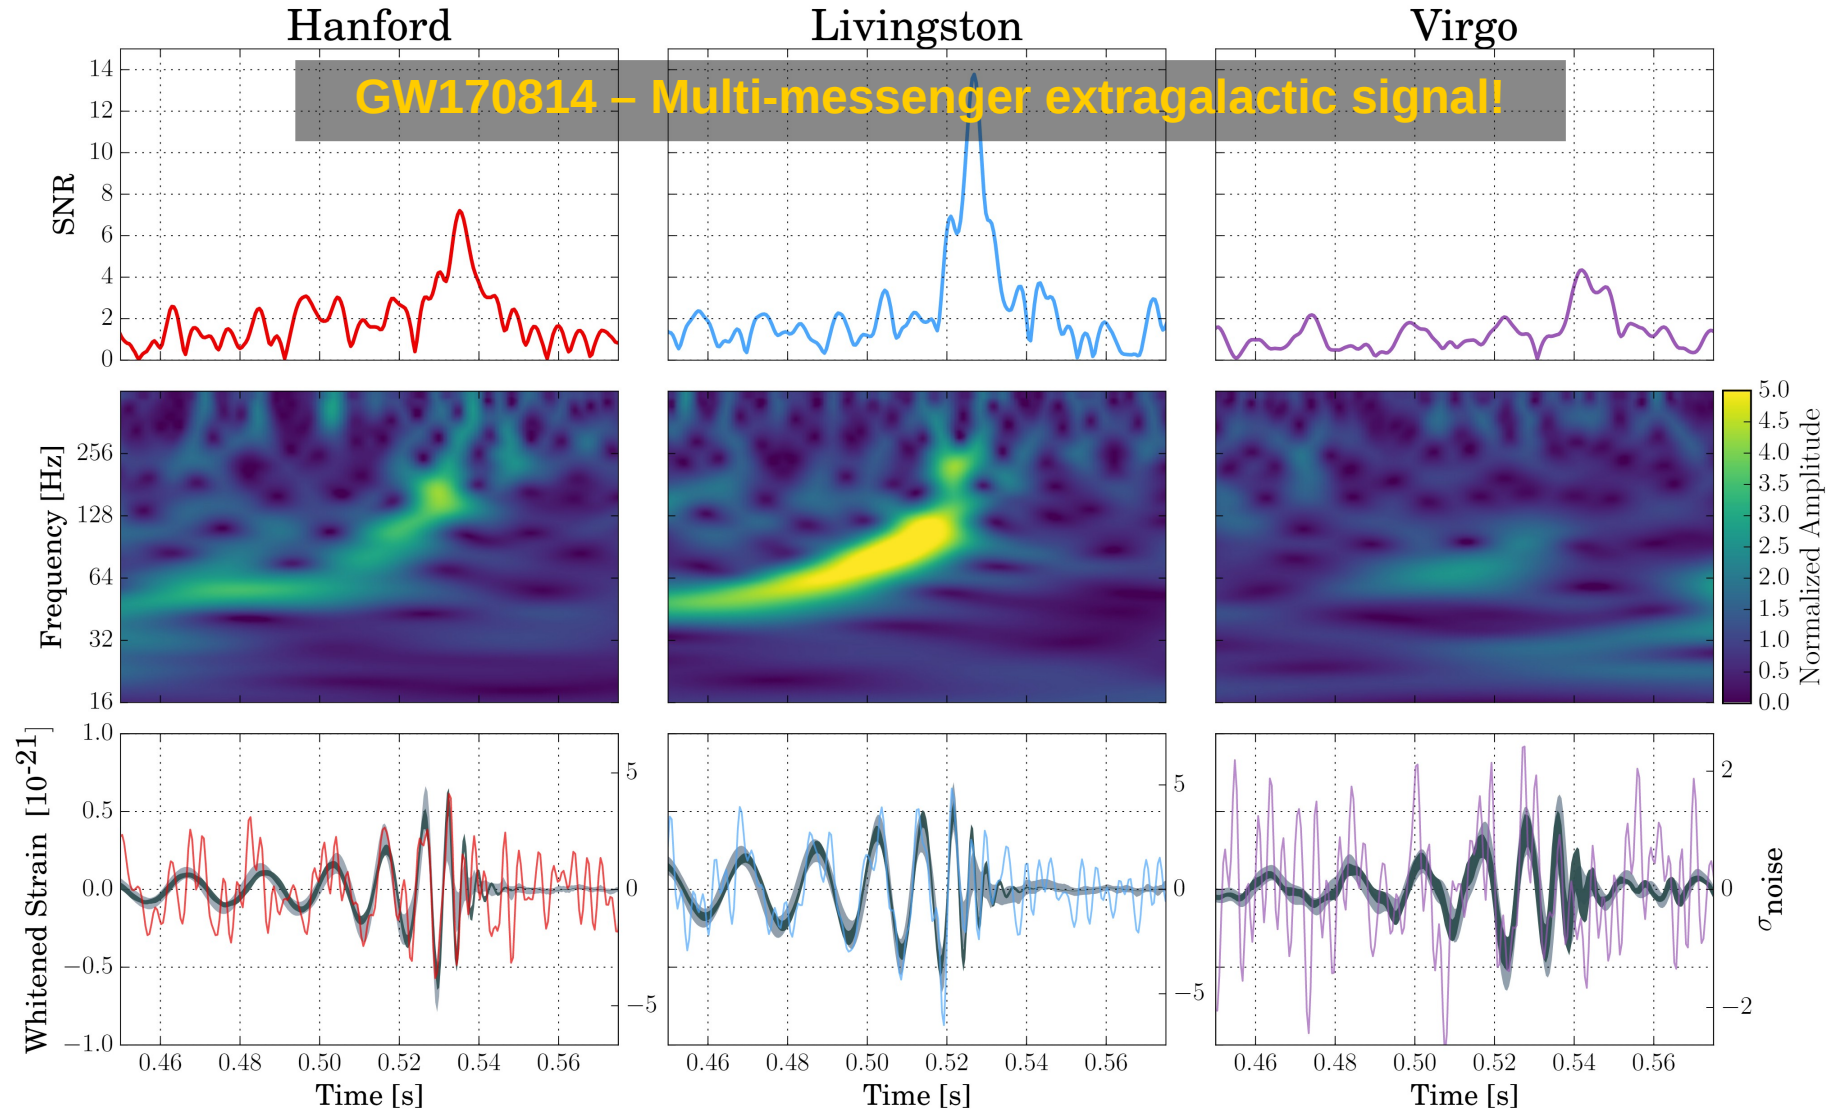 Hanford
Livingston
Virgo
GW170814 – Multi-messenger extragalactic signal!
SNR
14
12
10
8
6
4
2
0
Frequency [Hz]
256
128
64
32
16
5.0
4.5
4.0
3.5
3.0
2.5
2.0
1.5
1.0
0.5
0.0
Normalized Amplitude
Whitened Strain [10-21]
1.0
0.5
0.0
−0.5
−1.0
5
0
−5
5
0
−5
2
0
−2
σnoise
0.46 0.48 0.50 0.52 0.54 0.56
0.46 0.48 0.50 0.52 0.54 0.56
0.46 0.48 0.50 0.52 0.54 0.56
Time [s]
Time [s]
Time [s]